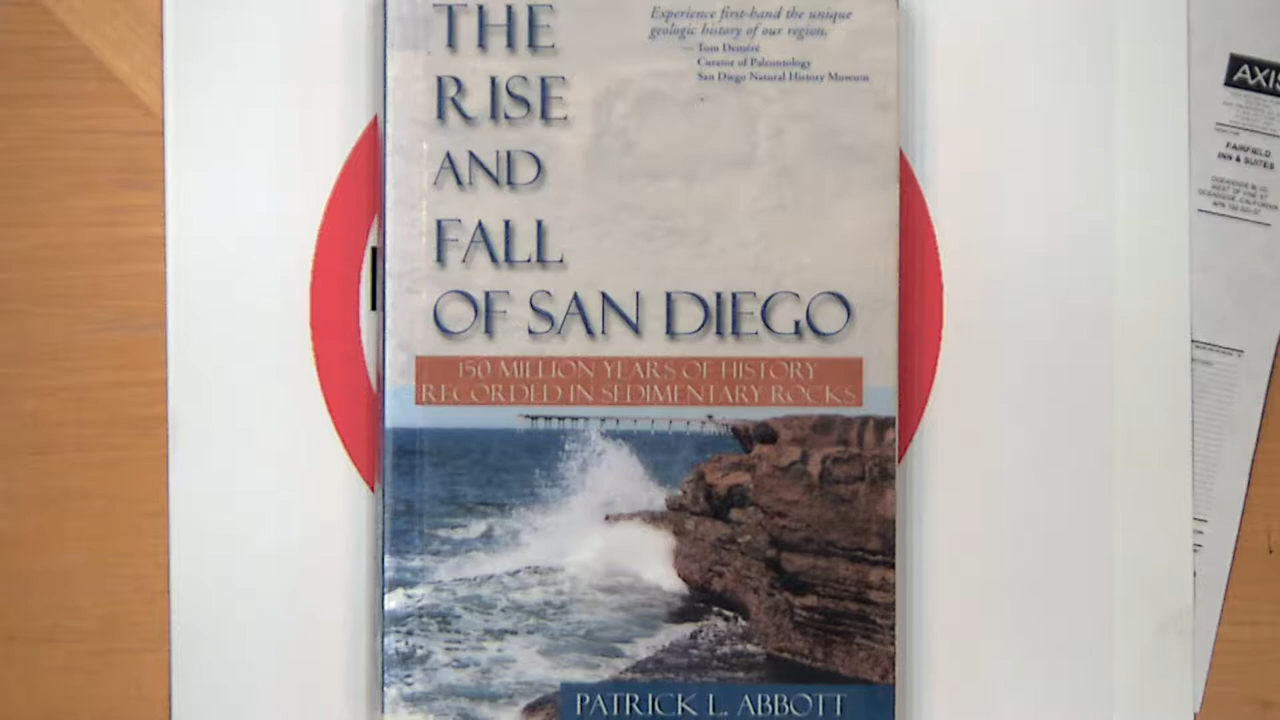 THE
RISE
AND
FALL
OF SAN DIEGO
Experience first-hand the unique
geologic history of our region.
— Tom Deméré
Curator of Paleontology
San Diego Natural History Museum
150 MILLION YEARS OF HISTORY
RECORDED IN SEDIMENTARY ROCKS
PATRICK L. ABBOTT
AXIS
FAIRFIELD
INN & SUITES